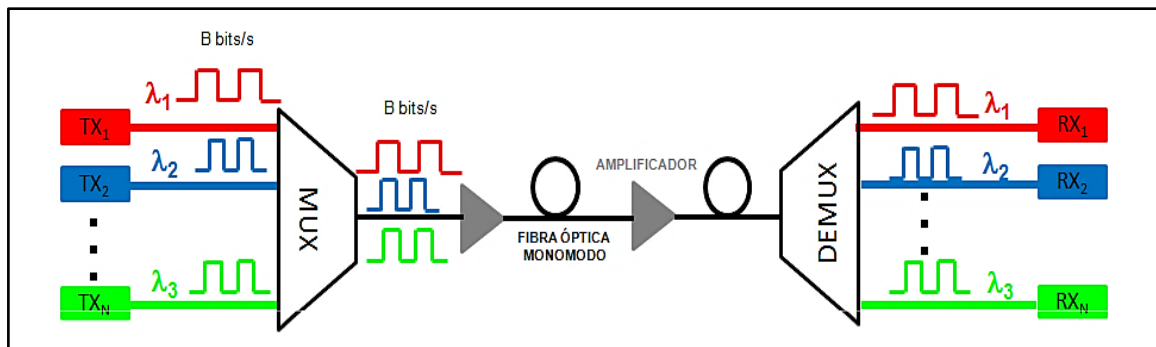 B bits/s
λ1
TX1
B bits/s
λ2
TX2
λ3
TXN
MUX
AMPLIFICADOR
FIBRA ÓPTICA
MONOMODO
DEMUX
λ1
RX1
λ2
RX2
λ3
RXN